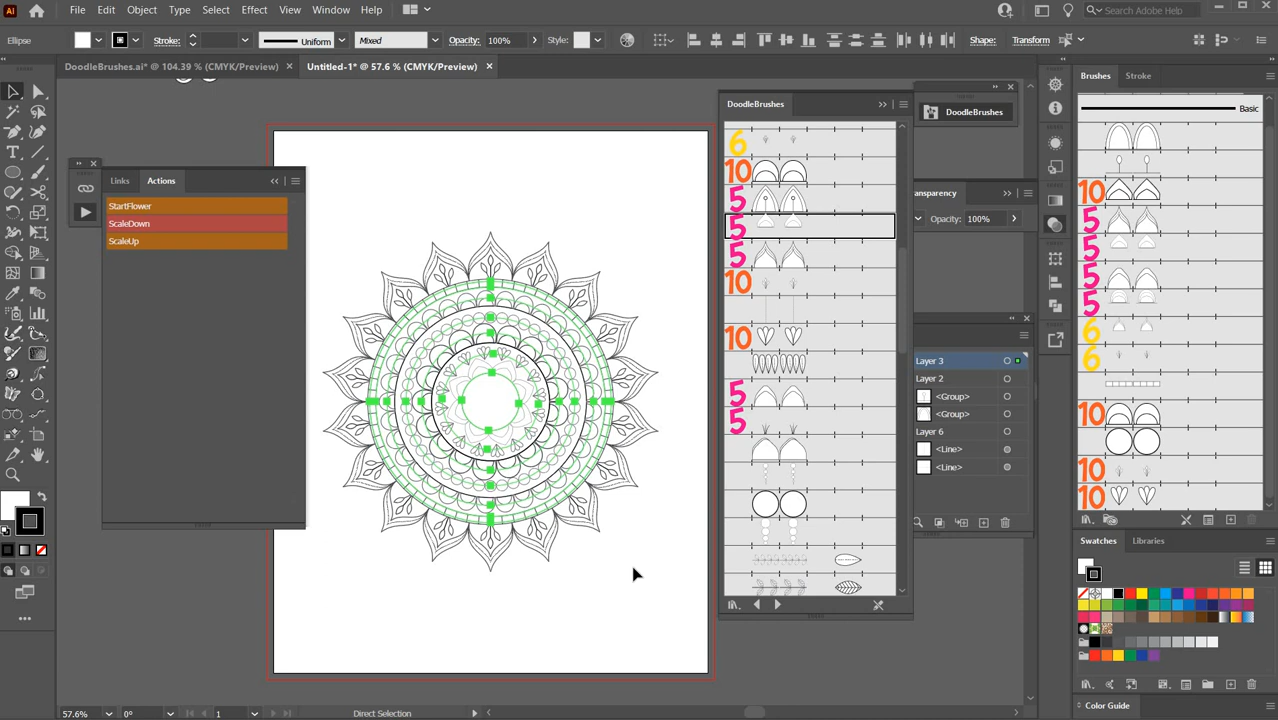 Ai File Edit Object Type Select Effect View Window Help Search Adobe Help
Ellipse Stroke: Uniform Mixed Opacity: 100% Style: Shape: Transform
DoodleBrushes.ai* @ 104.39 % (CMYK/Preview) × Untitled-1* @ 57.6 % (CMYK/Preview) ×
Brushes Stroke
DoodleBrushes
DoodleBrushes
Basic
Links Actions
StartFlower
ScaleDown
ScaleUp
6
10
5
5
5
10
10
5
5
10
5
5
5
5
6
6
10
10
10
ransparency
Opacity: 100%
Layer 3
Layer 2
<Group>
<Group>
Layer 6
<Line>
<Line>
Swatches Libraries
Color Guide
57.6% 0° 1 Direct Selection